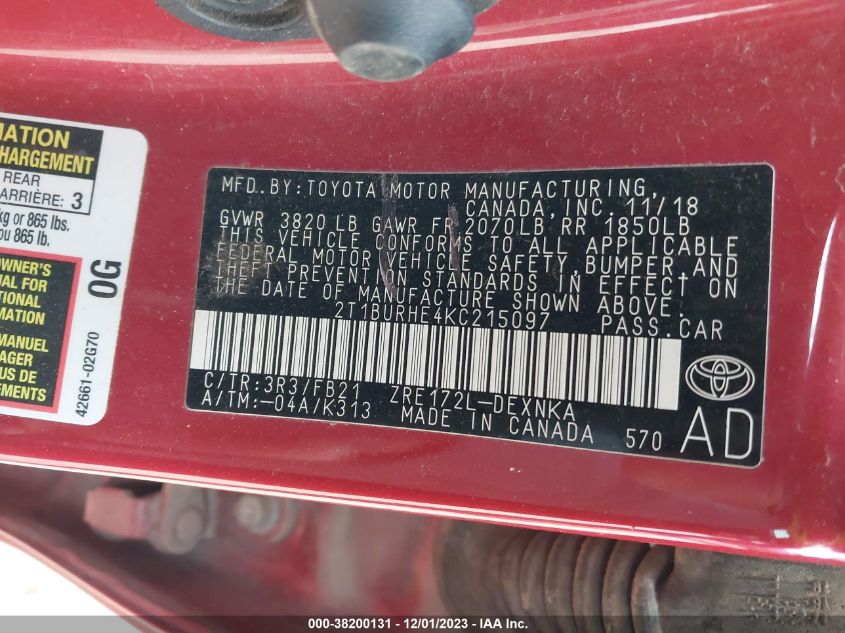 MATION
CHARGEMENT
REAR
ARRIÈRE: 3
kg or 865 lbs.
ou 865 lb.
OWNER'S
AL FOR
TIONAL
MATION
MANUEL
AGER
US DE
EMENTS
0G
42661-02G70
MFD.BY:TOYOTA MOTOR MANUFACTURING,
CANADA, INC. 11/18
GVWR 3820 LB GAWR FR 2070LB RR 1850LB
THIS VEHICLE CONFORMS TO ALL APPLICABLE
FEDERAL MOTOR VEHICLE SAFETY,BUMPER,AND
THEFT PREVENTION STANDARDS IN EFFECT ON
THE DATE OF MANUFACTURE SHOWN ABOVE.
2T1BURHE4KC215097 PASS.CAR
C/TR:3R3/FB21 ZRE172L-DEXNKA
A/TM:-04A/K313 MADE IN CANADA 570 AD
000-38200131 - 12/01/2023 - IAA Inc.